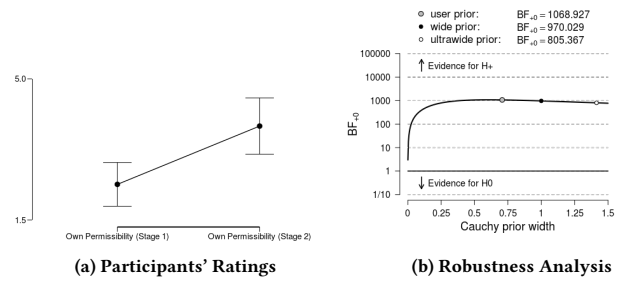 user prior: BF+0 = 1068.927
wide prior: BF+0 = 970.029
ultrawide prior: BF+0 = 805.367
5.0
1.5
Own Permissibility (Stage 1) Own Permissibility (Stage 2)
(a) Participants' Ratings
100000
10000
1000
100
10
1
1/10
BF+0
Evidence for H+
Evidence for H0
0 0.25 0.5 0.75 1 1.25 1.5
Cauchy prior width
(b) Robustness Analysis